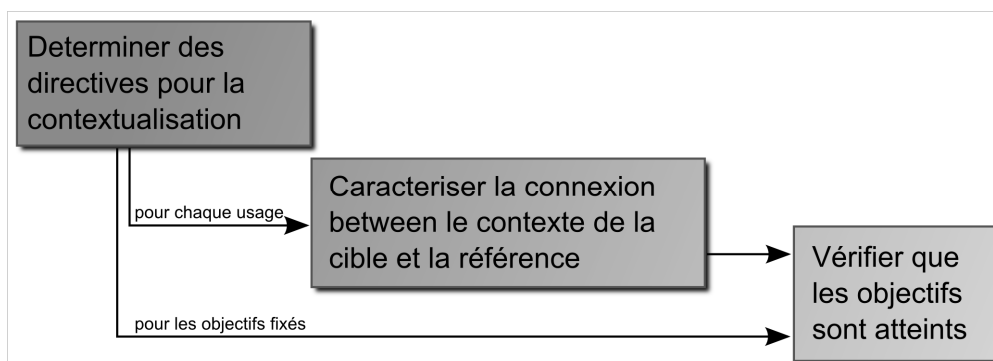 Determiner des
directives pour la
contextualisation
pour chaque usage
Caracteriser la connexion
between le contexte de la
cible et la référence
Vérifier que
les objectifs
sont atteints
pour les objectifs fixés